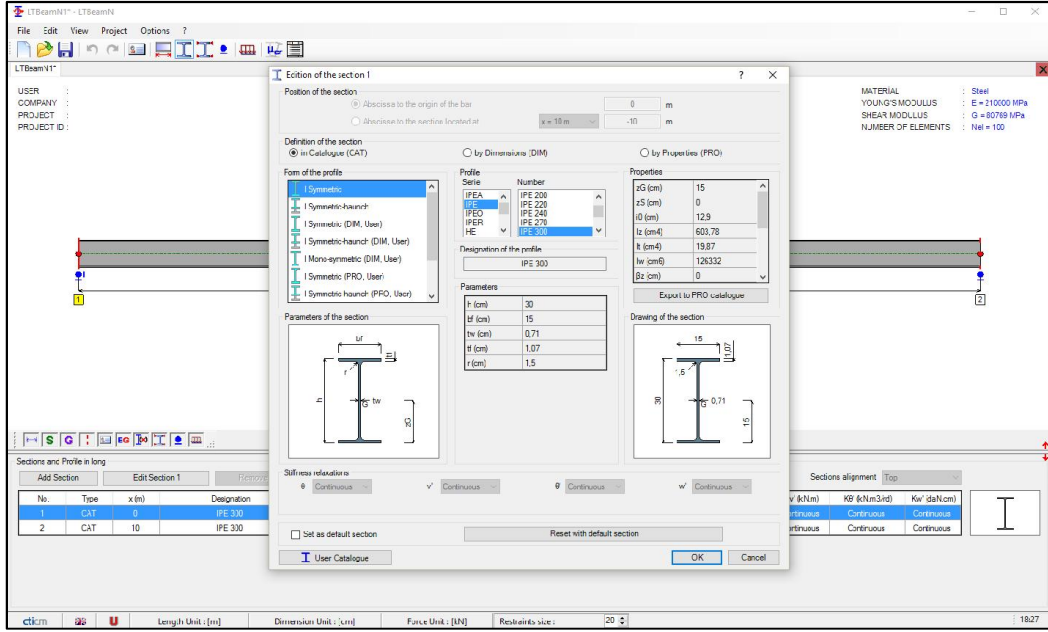 LTBeamN1* - LTBeamN
File Edit View Project Options ?
LTBeamN1*
USER :
COMPANY :
PROJECT :
PROJECT ID :
MATERIAL : Steel
YOUNG'S MODULUS : E = 210000 MPa
SHEAR MODULUS : G = 80769 MPa
NUMBER OF ELEMENTS : Nel = 100
Edition of the section 1 ? X
Position of the section
Abscissa to the origin of the bar 0 m
Abscissa to the section located at x = 10 m -10 m
Definition of the section
in Catalogue (CAT) by Dimensions (DIM) by Properties (PRO)
Form of the profile
I Symmetric
I Symmetric-haunch
I Symmetric (DIM, User)
I Symmetric-haunch (DIM, User)
I Mono-symmetric (DIM, User)
I Symmetric (PRO, User)
I Symmetric haunch (PRO, User)
Profile
Serie Number
IPEA IPE 200
IPE IPE 220
IPEO IPE 240
IPER IPE 270
HE IPE 300
Designation of the profile
IPE 300
Parameters
h (cm) 30
bf (cm) 15
tw (cm) 0,71
tf (cm) 1,07
r (cm) 1,5
Properties
zG (cm) 15
zS (cm) 0
i0 (cm) 12,9
Iz (cm4) 603,78
It (cm4) 19,87
Iw (cm6) 126332
βz (cm) 0
Export to PRO catalogue
Parameters of the section
bf
tf
r
h
G tw
zG
Drawing of the section
15
1,07
1,5
30
G 0,71
15
1
2
Stiffness relaxations
θ Continuous v' Continuous θ' Continuous w' Continuous
Set as default section
Reset with default section
User Catalogue
OK Cancel
S G EG
Sections and Profile in long
Add Section Edit Section 1 Remove
Sections alignment Top
No. Type x (m) Designation v' (kN.m) Kθ' (kN.m3/rd) Kw' (daN.cm)
1 CAT 0 IPE 300 Continuous Continuous Continuous
2 CAT 10 IPE 300 Continuous Continuous Continuous
cticm Length Unit : [m] Dimension Unit : [cm] Force Unit : [kN] Restraints size : 20 18:27